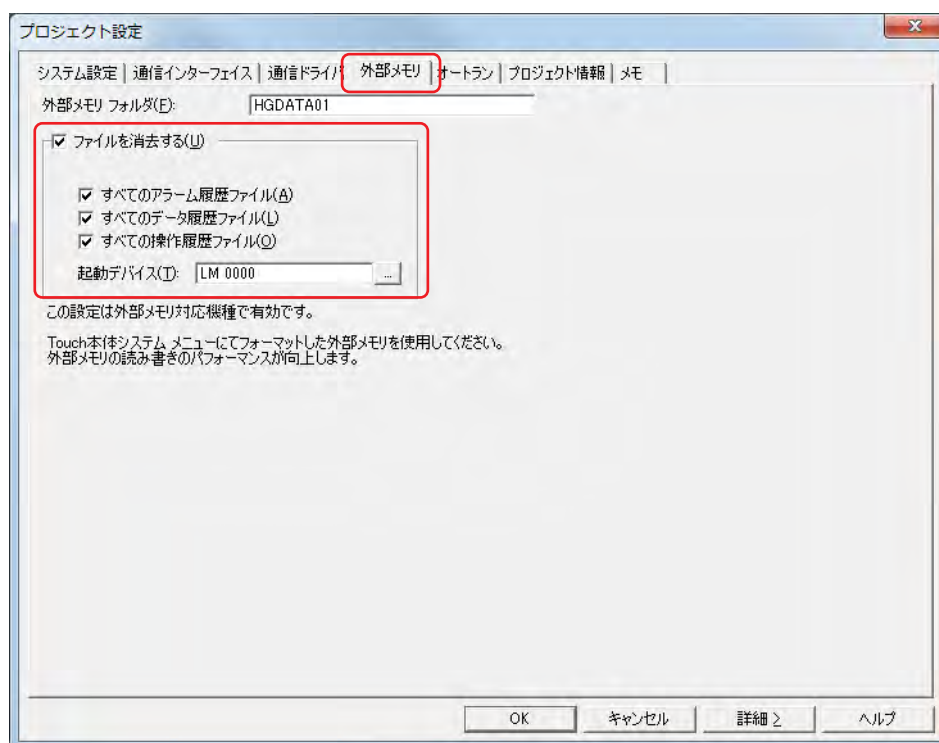 プロジェクト設定
システム設定 通信インターフェイス 通信ドライバ 外部メモリ オートラン プロジェクト情報 メモ
外部メモリ フォルダ(F): HGDATA01
ファイルを消去する(U)
すべてのアラーム履歴ファイル(A)
すべてのデータ履歴ファイル(L)
すべての操作履歴ファイル(O)
起動デバイス(T): LM 0000 ...
この設定は外部メモリ対応機種で有効です。
Touch本体システム メニューにてフォーマットした外部メモリを使用してください。
外部メモリの読み書きのパフォーマンスが向上します。
OK キャンセル 詳細 ≥ ヘルプ